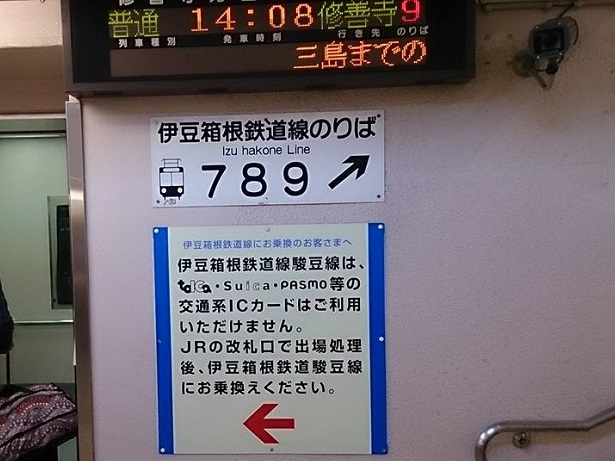 普通 14:08 修善寺 9
列車種別 発車時刻 行き先 のりば
三島までの
伊豆箱根鉄道線のりば
Izu hakone Line
7 8 9
伊豆箱根鉄道線にお乗換のお客さまへ
伊豆箱根鉄道線駿豆線は、
toica・Suica・PASMO等の
交通系ICカードはご利用
いただけません。
JRの改札口で出場処理
後、伊豆箱根鉄道駿豆線
にお乗換えください。